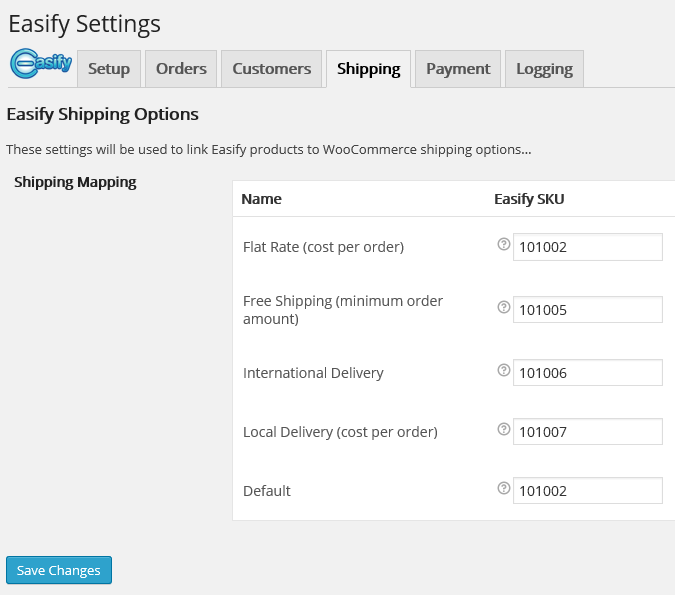 Easify Settings
Easify
Setup
Orders
Customers
Shipping
Payment
Logging
Easify Shipping Options
These settings will be used to link Easify products to WooCommerce shipping options...
Shipping Mapping
Name
Easify SKU
Flat Rate (cost per order)
? 101002
Free Shipping (minimum order
amount)
? 101005
International Delivery
? 101006
Local Delivery (cost per order)
? 101007
Default
? 101002
Save Changes